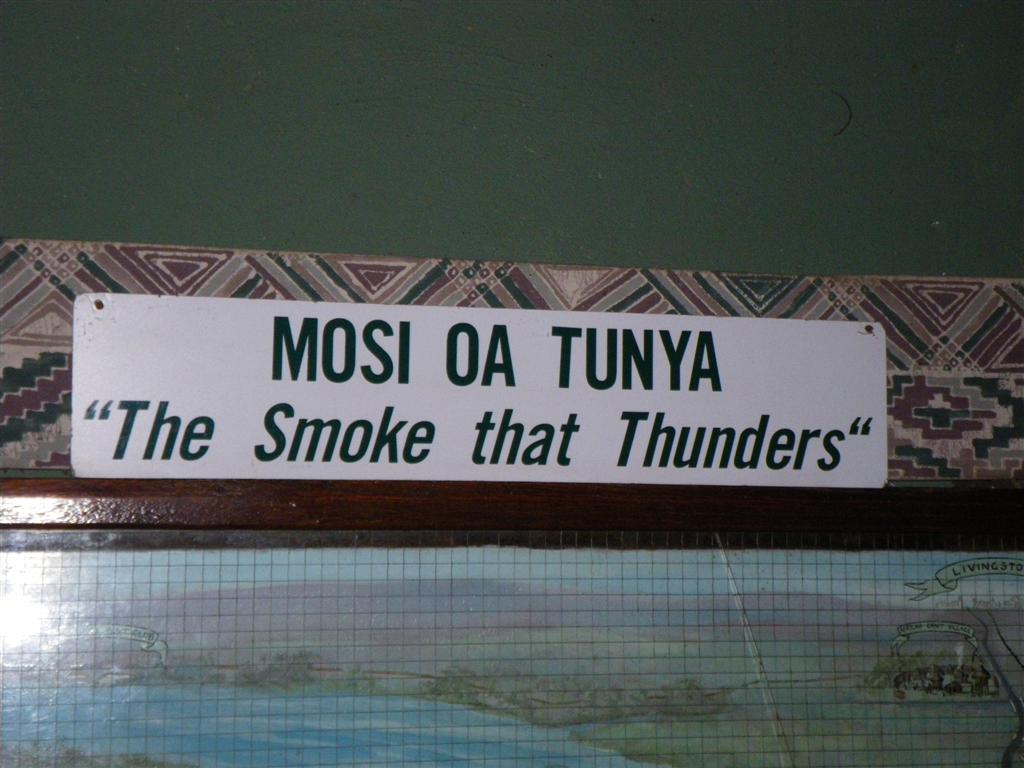 MOSI OA TUNYA
“The Smoke that Thunders“
LIVINGSTO